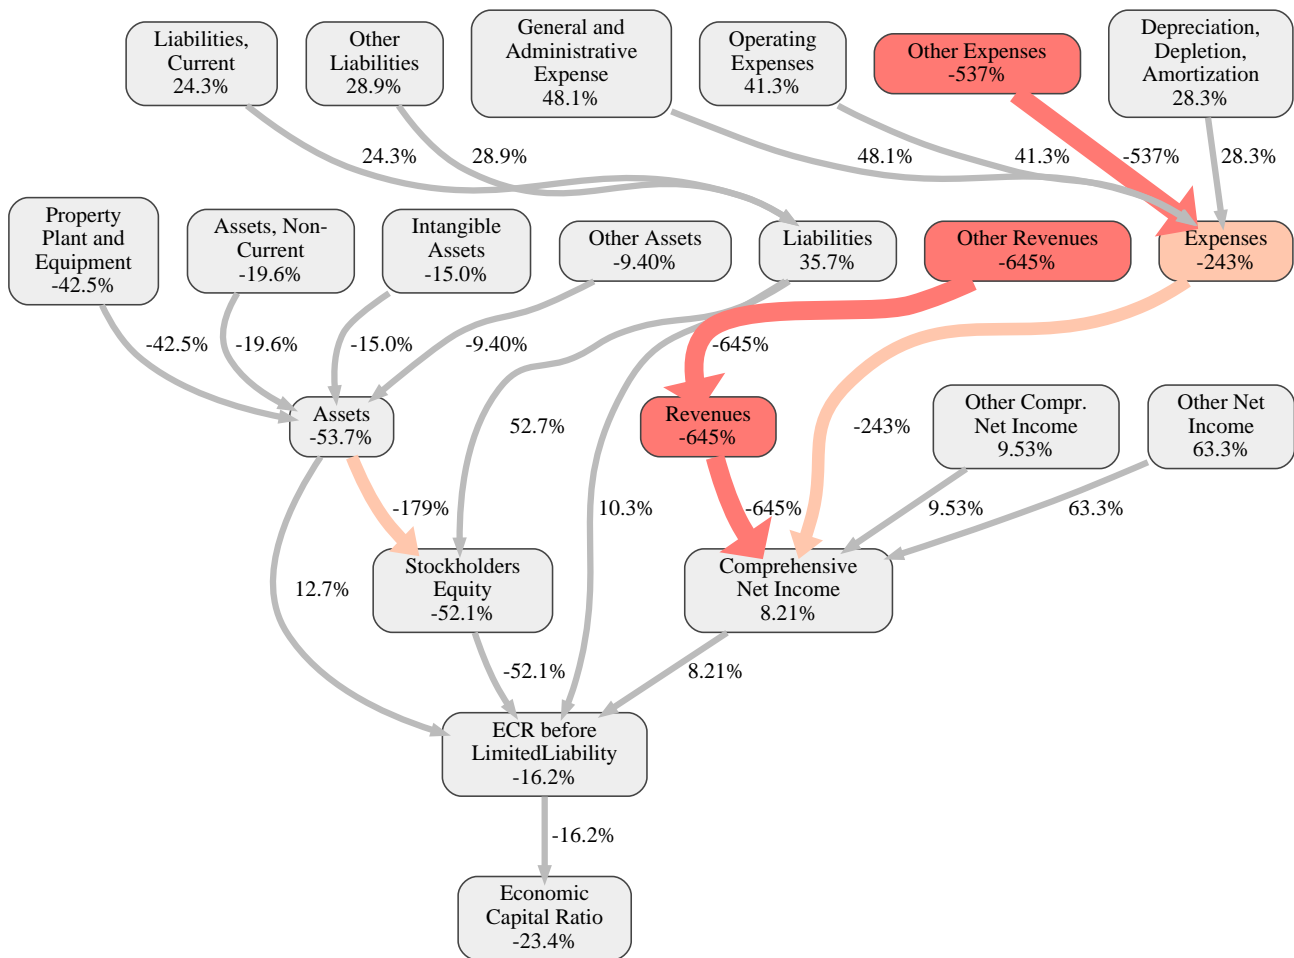 Liabilities,
Current
24.3%
Other
Liabilities
28.9%
General and
Administrative
Expense
48.1%
Operating
Expenses
41.3%
Other Expenses
-537%
Depreciation,
Depletion,
Amortization
28.3%
24.3%
28.9%
48.1%
41.3%
-537%
28.3%
Property
Plant and
Equipment
-42.5%
Assets, Non-
Current
-19.6%
Intangible
Assets
-15.0%
Other Assets
-9.40%
Liabilities
35.7%
Other Revenues
-645%
Expenses
-243%
-42.5%
-19.6%
-15.0%
-9.40%
-645%
Assets
-53.7%
52.7%
Revenues
-645%
-243%
Other Compr.
Net Income
9.53%
Other Net
Income
63.3%
-179%
10.3%
-645%
9.53%
63.3%
12.7%
Stockholders
Equity
-52.1%
Comprehensive
Net Income
8.21%
-52.1%
8.21%
ECR before
LimitedLiability
-16.2%
-16.2%
Economic
Capital Ratio
-23.4%